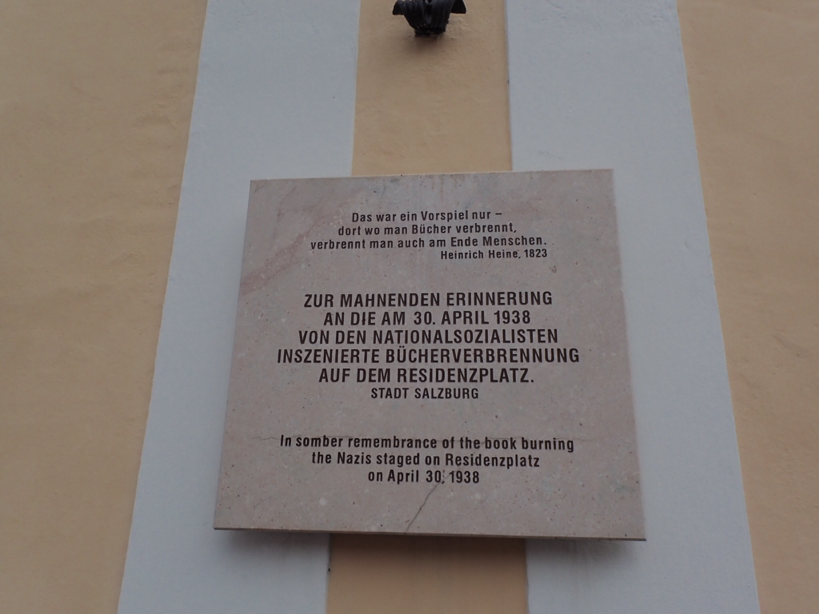 Das war ein Vorspiel nur –
dort wo man Bücher verbrennt,
verbrennt man auch am Ende Menschen.
Heinrich Heine, 1823
ZUR MAHNENDEN ERINNERUNG
AN DIE AM 30. APRIL 1938
VON DEN NATIONALSOZIALISTEN
INSZENIERTE BÜCHERVERBRENNUNG
AUF DEM RESIDENZPLATZ.
STADT SALZBURG
In somber remembrance of the book burning
the Nazis staged on Residenzplatz
on April 30, 1938